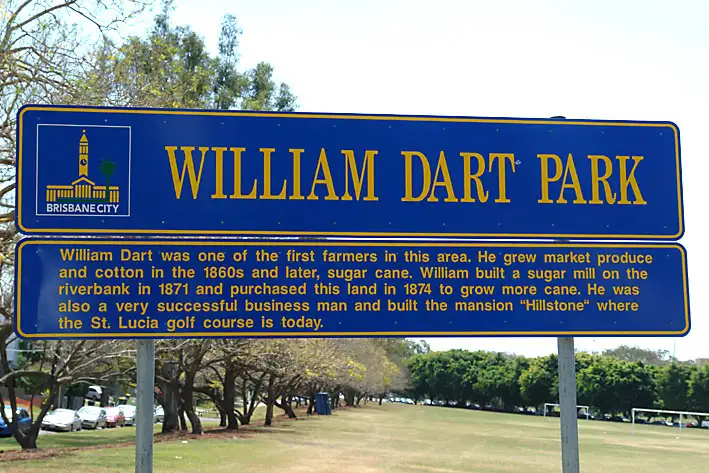 WILLIAM DART PARK
BRISBANE CITY
William Dart was one of the first farmers in this area. He grew market produce
and cotton in the 1860s and later, sugar cane. William built a sugar mill on the
riverbank in 1871 and purchased this land in 1874 to grow more cane. He was
also a very successful business man and built the mansion "Hillstone" where
the St. Lucia golf course is today.